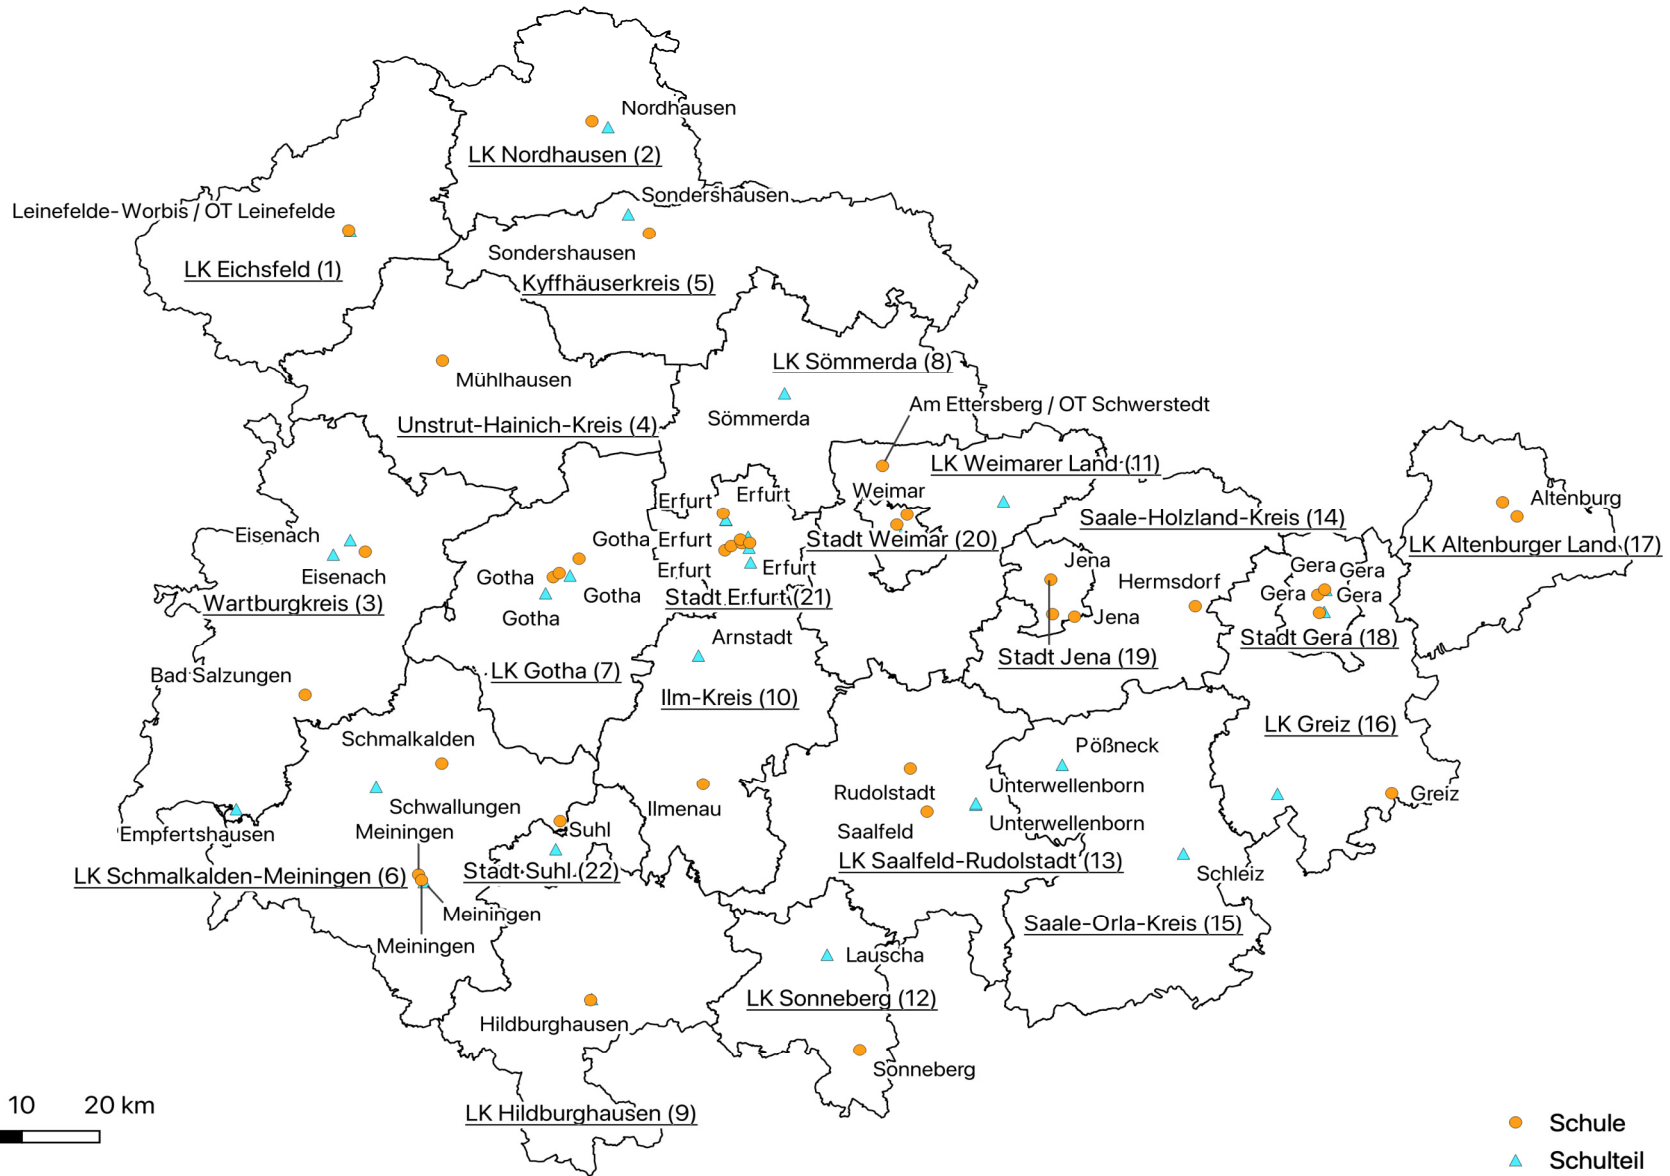 Nordhausen
LK Nordhausen (2)
Sondershausen
Leinefelde-Worbis / OT Leinefelde
Sondershausen
LK Eichsfeld (1)
Kyffhäuserkreis (5)
LK Sömmerda (8)
Mühlhausen
Am Ettersberg / OT Schwerstedt
Sömmerda
Unstrut-Hainich-Kreis (4)
LK Weimarer Land (11)
Weimar
Erfurt
Erfurt
Altenburg
Saale-Holzland-Kreis (14)
Eisenach
Gotha
Erfurt
Stadt Weimar (20)
LK Altenburger Land (17)
Jena
Gera
Gera
Eisenach
Gotha
Erfurt
Erfurt
Hermsdorf
Gera
Gera
Gotha
Wartburgkreis (3)
Stadt Erfurt (21)
Gotha
Jena
Arnstadt
Stadt Gera (18)
Stadt Jena (19)
LK Gotha (7)
Bad Salzungen
Ilm-Kreis (10)
LK Greiz (16)
Schmalkalden
Pößneck
Unterwellenborn
Rudolstadt
Greiz
Schwallungen
Ilmenau
Empfertshausen
Meiningen
Suhl
Saalfeld
Unterwellenborn
LK Schmalkalden-Meiningen (6)
Stadt Suhl (22)
LK Saalfeld-Rudolstadt (13)
Schleiz
Meiningen
Saale-Orla-Kreis (15)
Meiningen
Lauscha
LK Sonneberg (12)
Hildburghausen
Sonneberg
10 20 km
LK Hildburghausen (9)
Schule
Schulteil